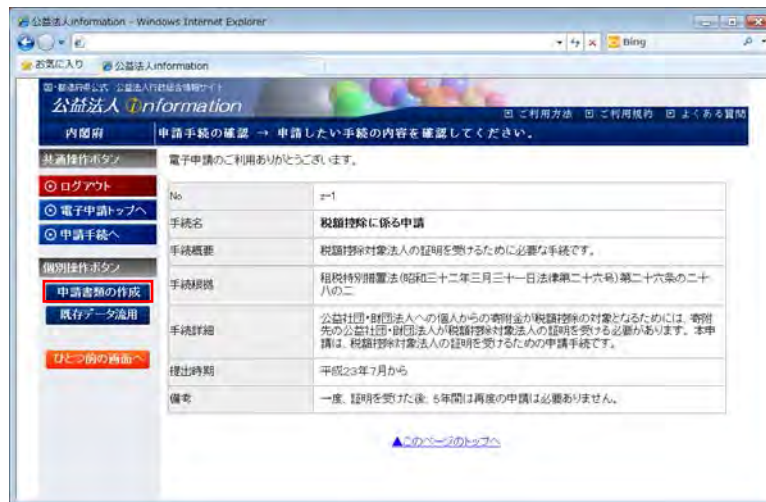 公益法人information - Windows Internet Explorer
Bing
お気に入り 公益法人information
国・都道府県公式 公益法人行政総合情報サイト
公益法人 information
ご利用方法 ご利用規約 よくある質問
内閣府 申請手続の確認 → 申請したい手続の内容を確認してください。
共通操作ボタン
電子申請のご利用ありがとうございます。
ログアウト
電子申請トップへ
申請手続へ
個別操作ボタン
申請書類の作成
既存データ流用
ひとつ前の画面へ
No z-1
手続名 税額控除に係る申請
手続概要 税額控除対象法人の証明を受けるために必要な手続です。
手続根拠 租税特別措置法(昭和三十二年三月三十一日法律第二十六号)第二十六条の二十
八の二
手続詳細 公益社団・財団法人への個人からの寄附金が税額控除の対象となるためには、寄附
先の公益社団・財団法人が税額控除対象法人の証明を受ける必要があります。本申
請は、税額控除対象法人の証明を受けるための申請手続です。
提出時期 平成23年7月から
備考 一度、証明を受けた後、5年間は再度の申請は必要ありません。
▲このページのトップへ